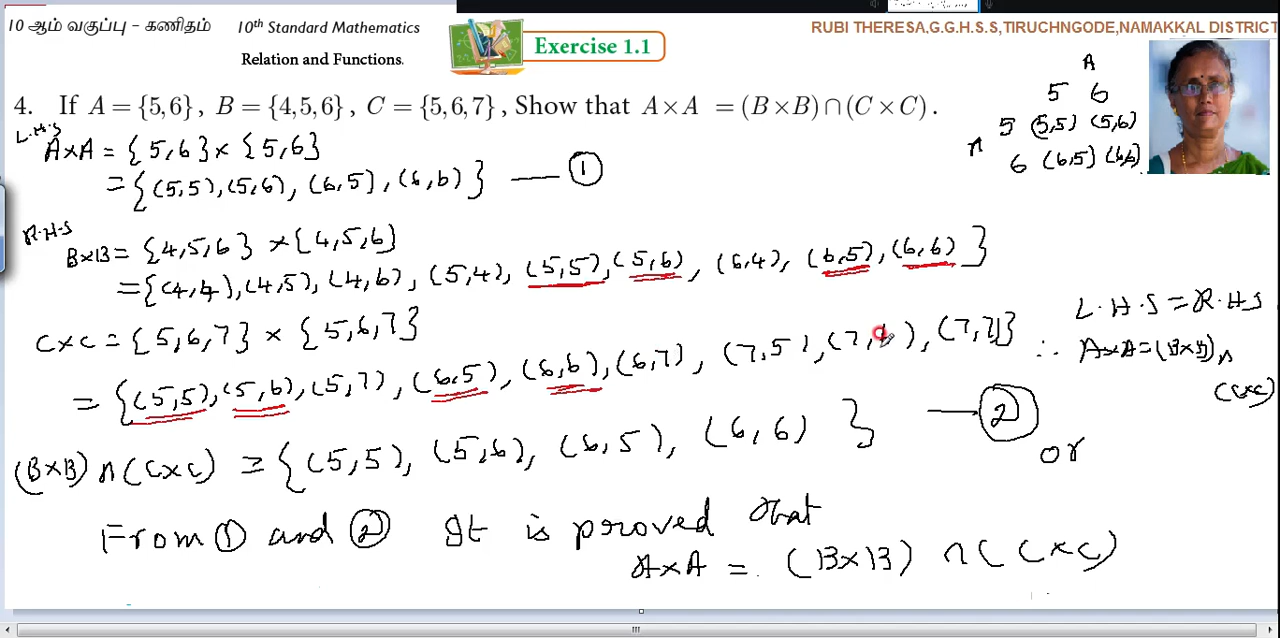 10 ஆம் வகுப்பு – கணிதம்
10th Standard Mathematics
Relation and Functions.
Exercise 1.1
RUBI THERESA,G.G.H.S.S,TIRUCHNGODE,NAMAKKAL DISTRICT
4. If A = {5,6}, B = {4,5,6}, C = {5,6,7}, Show that A×A = (B×B)∩(C×C).
A
5 6
5 (5,5) (5,6)
A
6 (6,5) (6,6)
L.H.S
A×A = {5,6} × {5,6}
= {(5,5), (5,6), (6,5), (6,6)} — ①
R.H.S
B×B = {4,5,6} × {4,5,6}
= {(4,4), (4,5), (4,6), (5,4), (5,5), (5,6), (6,4), (6,5), (6,6)}
C×C = {5,6,7} × {5,6,7}
= {(5,5), (5,6), (5,7), (6,5), (6,6), (6,7), (7,5), (7,6), (7,7)}
(B×B) ∩ (C×C) = {(5,5), (5,6), (6,5), (6,6)} — ②
L.H.S = R.H.S
∴ A×A = (B×B) ∩
(C×C)
or
From ① and ② It is proved that
A×A = (B×B) ∩ (C×C)